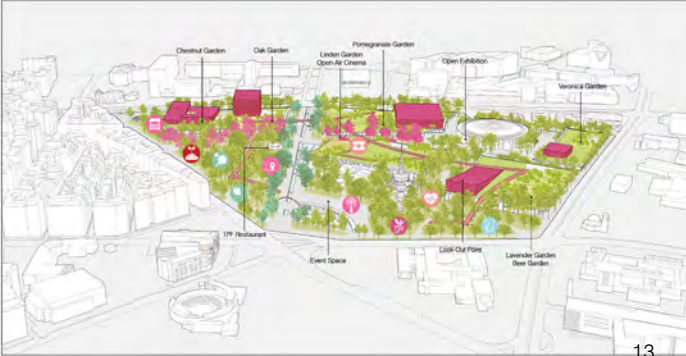 Chestnut Garden
Oak Garden
Linden Garden
Open-Air Cinema
Pomegranate Garden
Open Exhibition
Veronica Garden
TPF Restaurant
Event Space
Look-Out Point
Lavender Garden
Beer Garden
13